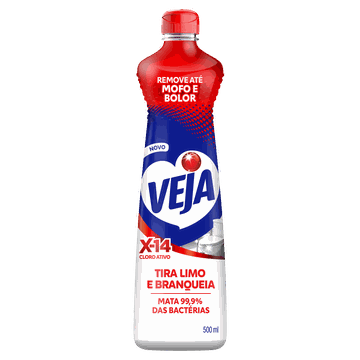 REMOVE ATÉ
MOFO E
BOLOR
NOVO
VEJA
X-14
CLORO ATIVO
TIRA LIMO
E BRANQUEIA
MATA 99,9%
DAS BACTÉRIAS
500 ml